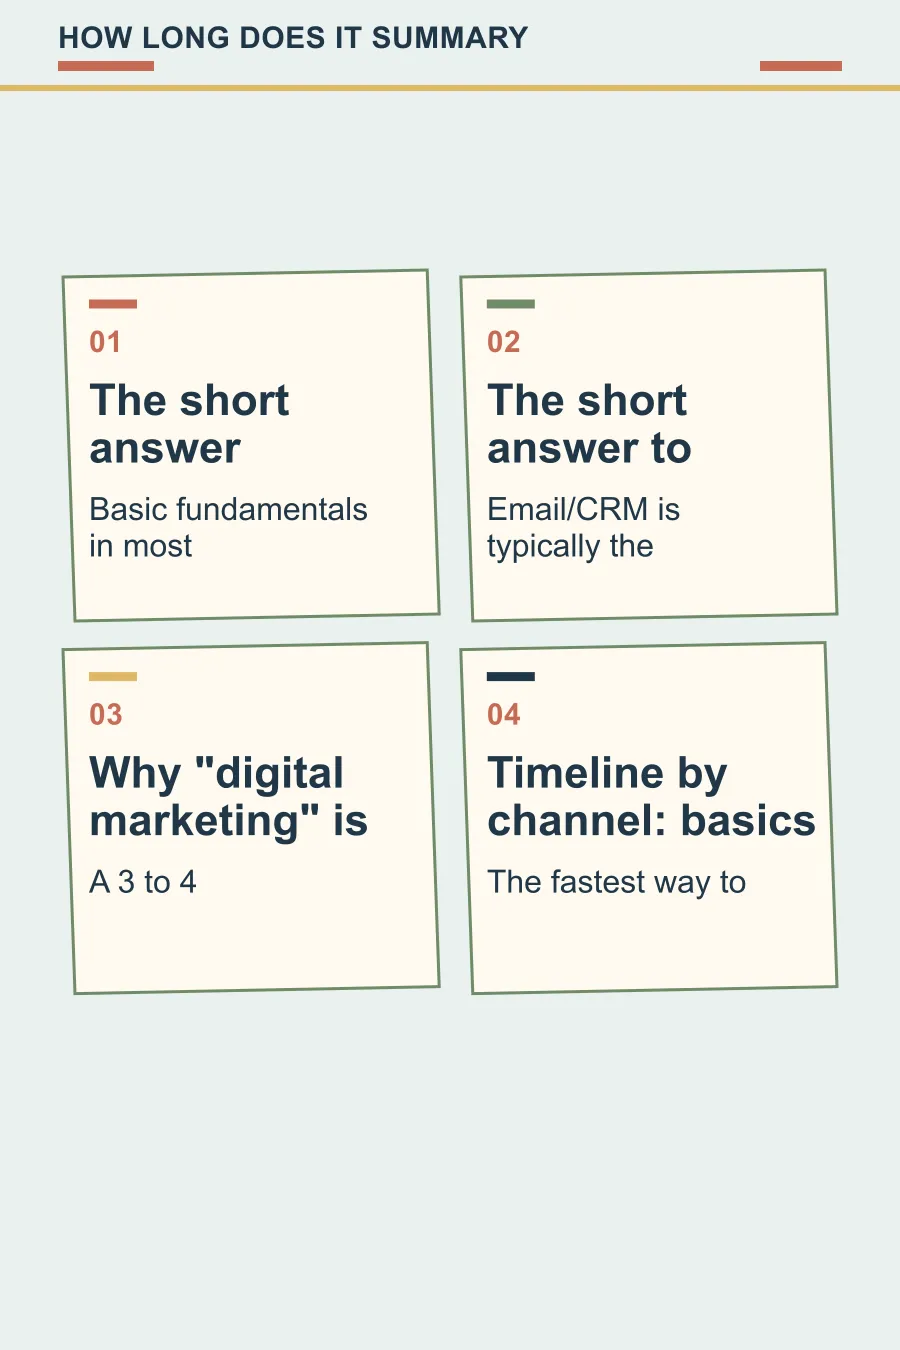 HOW LONG DOES IT SUMMARY
01
The short
answer
Basic fundamentals
in most
02
The short
answer to
Email/CRM is
typically the
03
Why "digital
marketing" is
A 3 to 4
04
Timeline by
channel: basics
The fastest way to